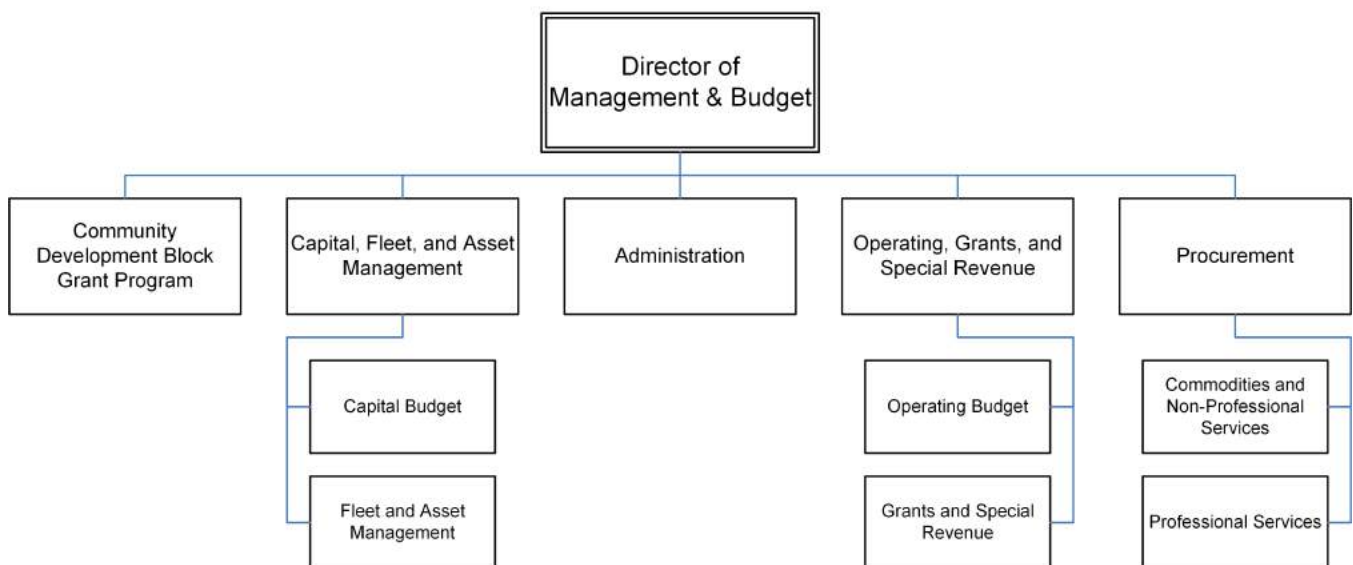 Director of
Management & Budget
Community
Development Block
Grant Program
Capital, Fleet, and Asset
Management
Administration
Operating, Grants, and
Special Revenue
Procurement
Capital Budget
Operating Budget
Commodities and
Non-Professional
Services
Fleet and Asset
Management
Grants and Special
Revenue
Professional Services